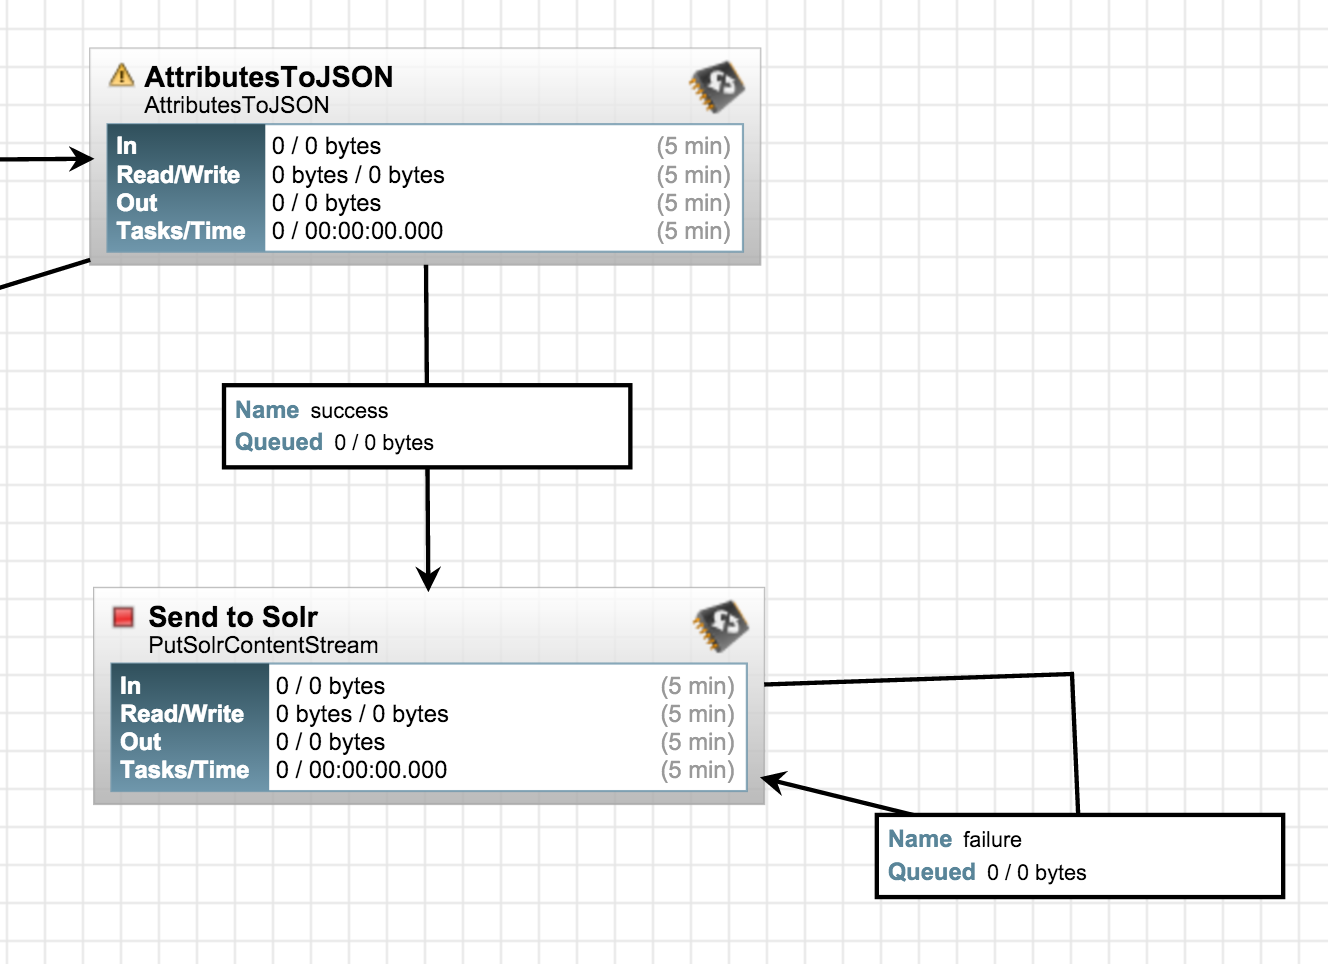 AttributesToJSON
AttributesToJSON
In 0 / 0 bytes (5 min)
Read/Write 0 bytes / 0 bytes (5 min)
Out 0 / 0 bytes (5 min)
Tasks/Time 0 / 00:00:00.000 (5 min)
Name success
Queued 0 / 0 bytes
Send to Solr
PutSolrContentStream
In 0 / 0 bytes (5 min)
Read/Write 0 bytes / 0 bytes (5 min)
Out 0 / 0 bytes (5 min)
Tasks/Time 0 / 00:00:00.000 (5 min)
Name failure
Queued 0 / 0 bytes